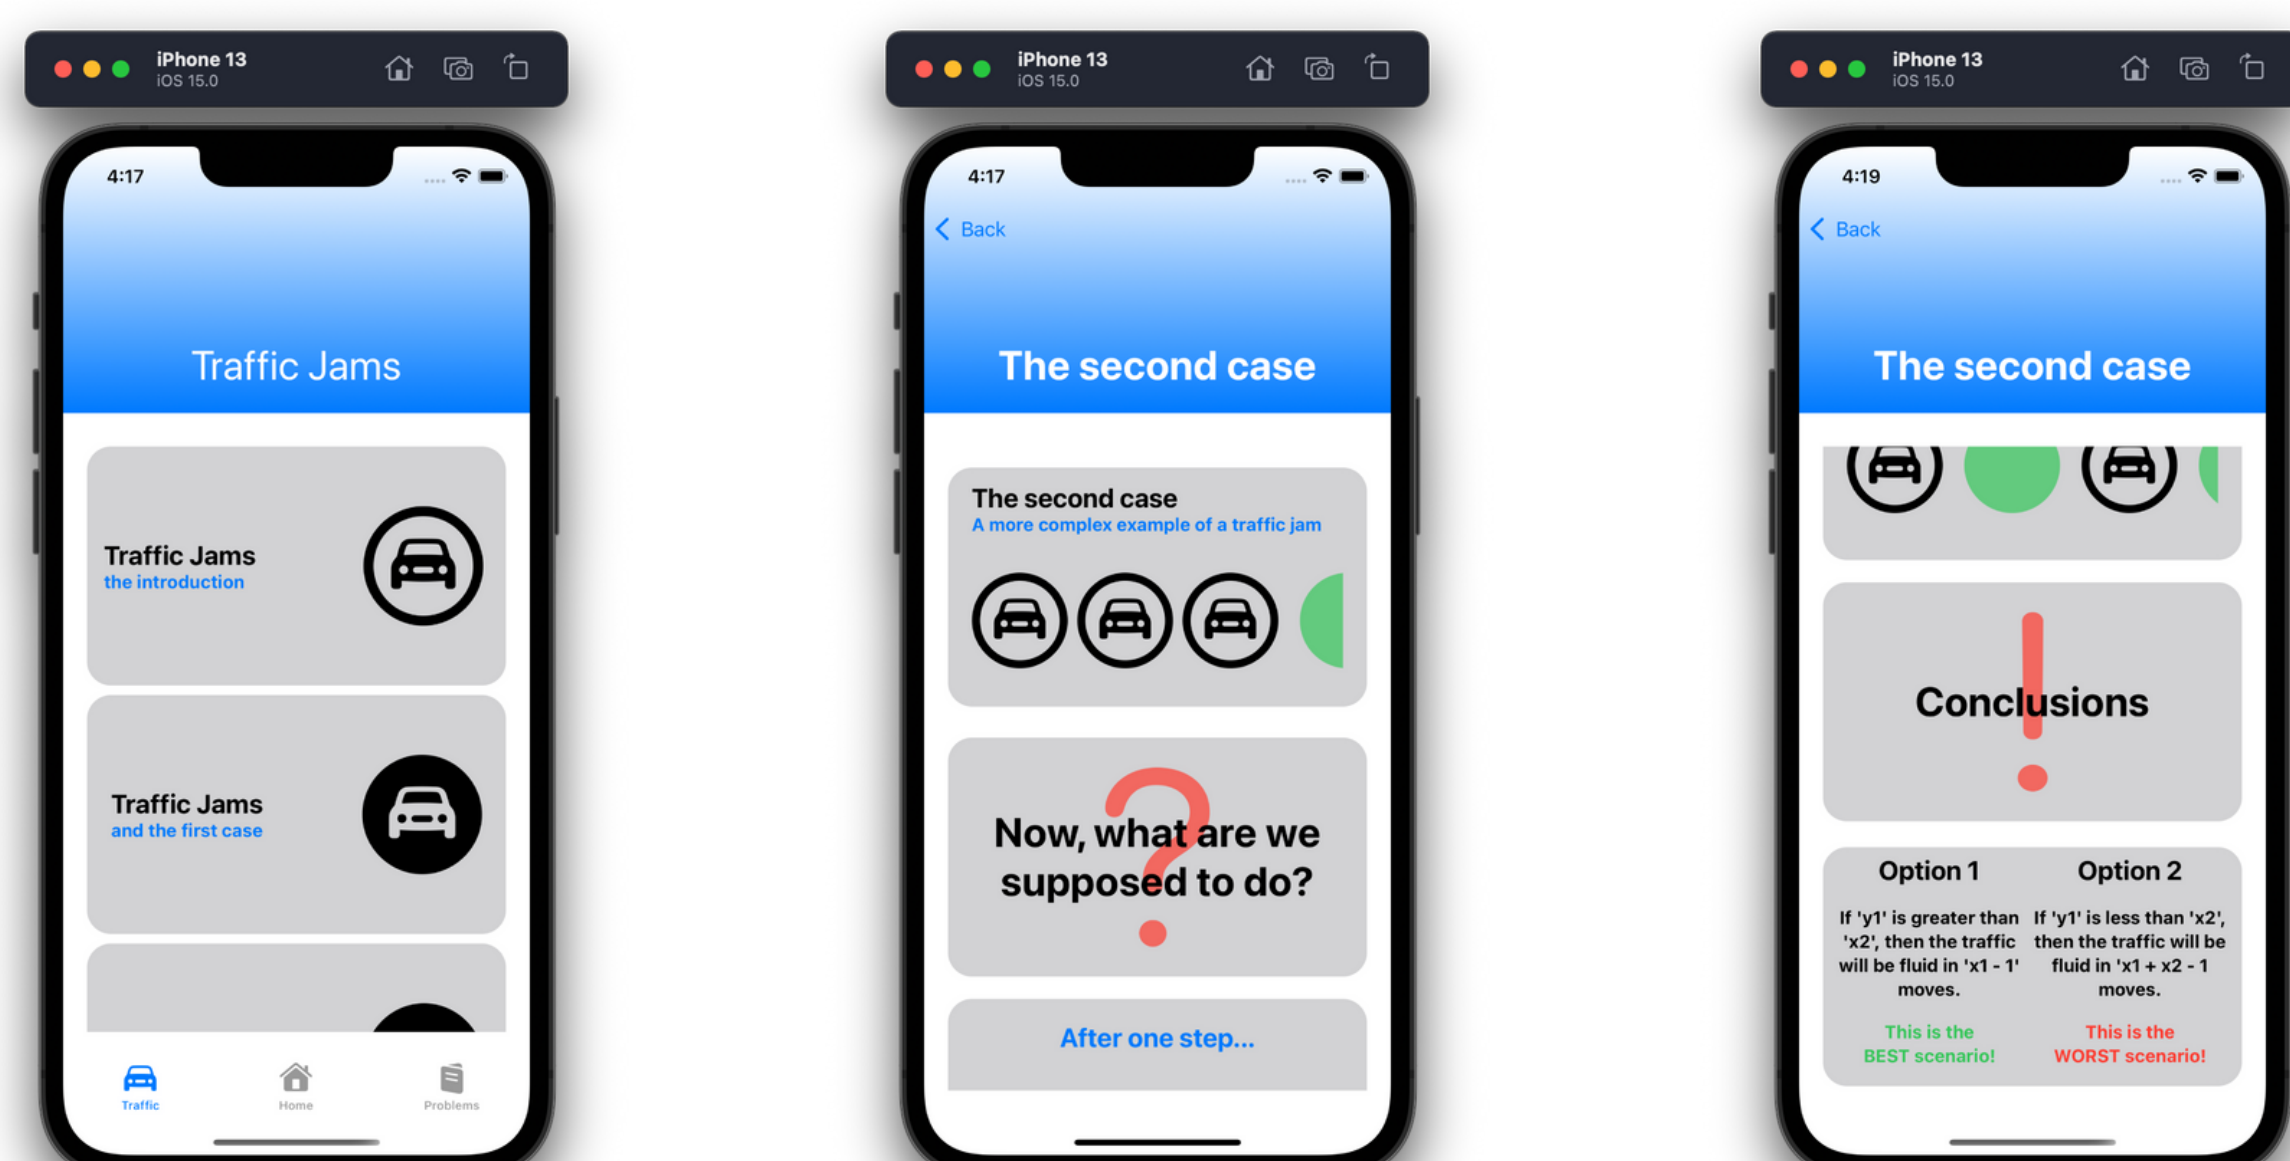 iPhone 13
iOS 15.0
4:17
Traffic Jams
Traffic Jams
the introduction
Traffic Jams
and the first case
Traffic
Home
Problems
iPhone 13
iOS 15.0
4:17
Back
The second case
The second case
A more complex example of a traffic jam
?
Now, what are we
supposed to do?
After one step...
iPhone 13
iOS 15.0
4:19
Back
The second case
!
Conclusions
Option 1
If 'y1' is greater than
'x2', then the traffic
will be fluid in 'x1 - 1'
moves.
This is the
BEST scenario!
Option 2
If 'y1' is less than 'x2',
then the traffic will be
fluid in 'x1 + x2 - 1
moves.
This is the
WORST scenario!